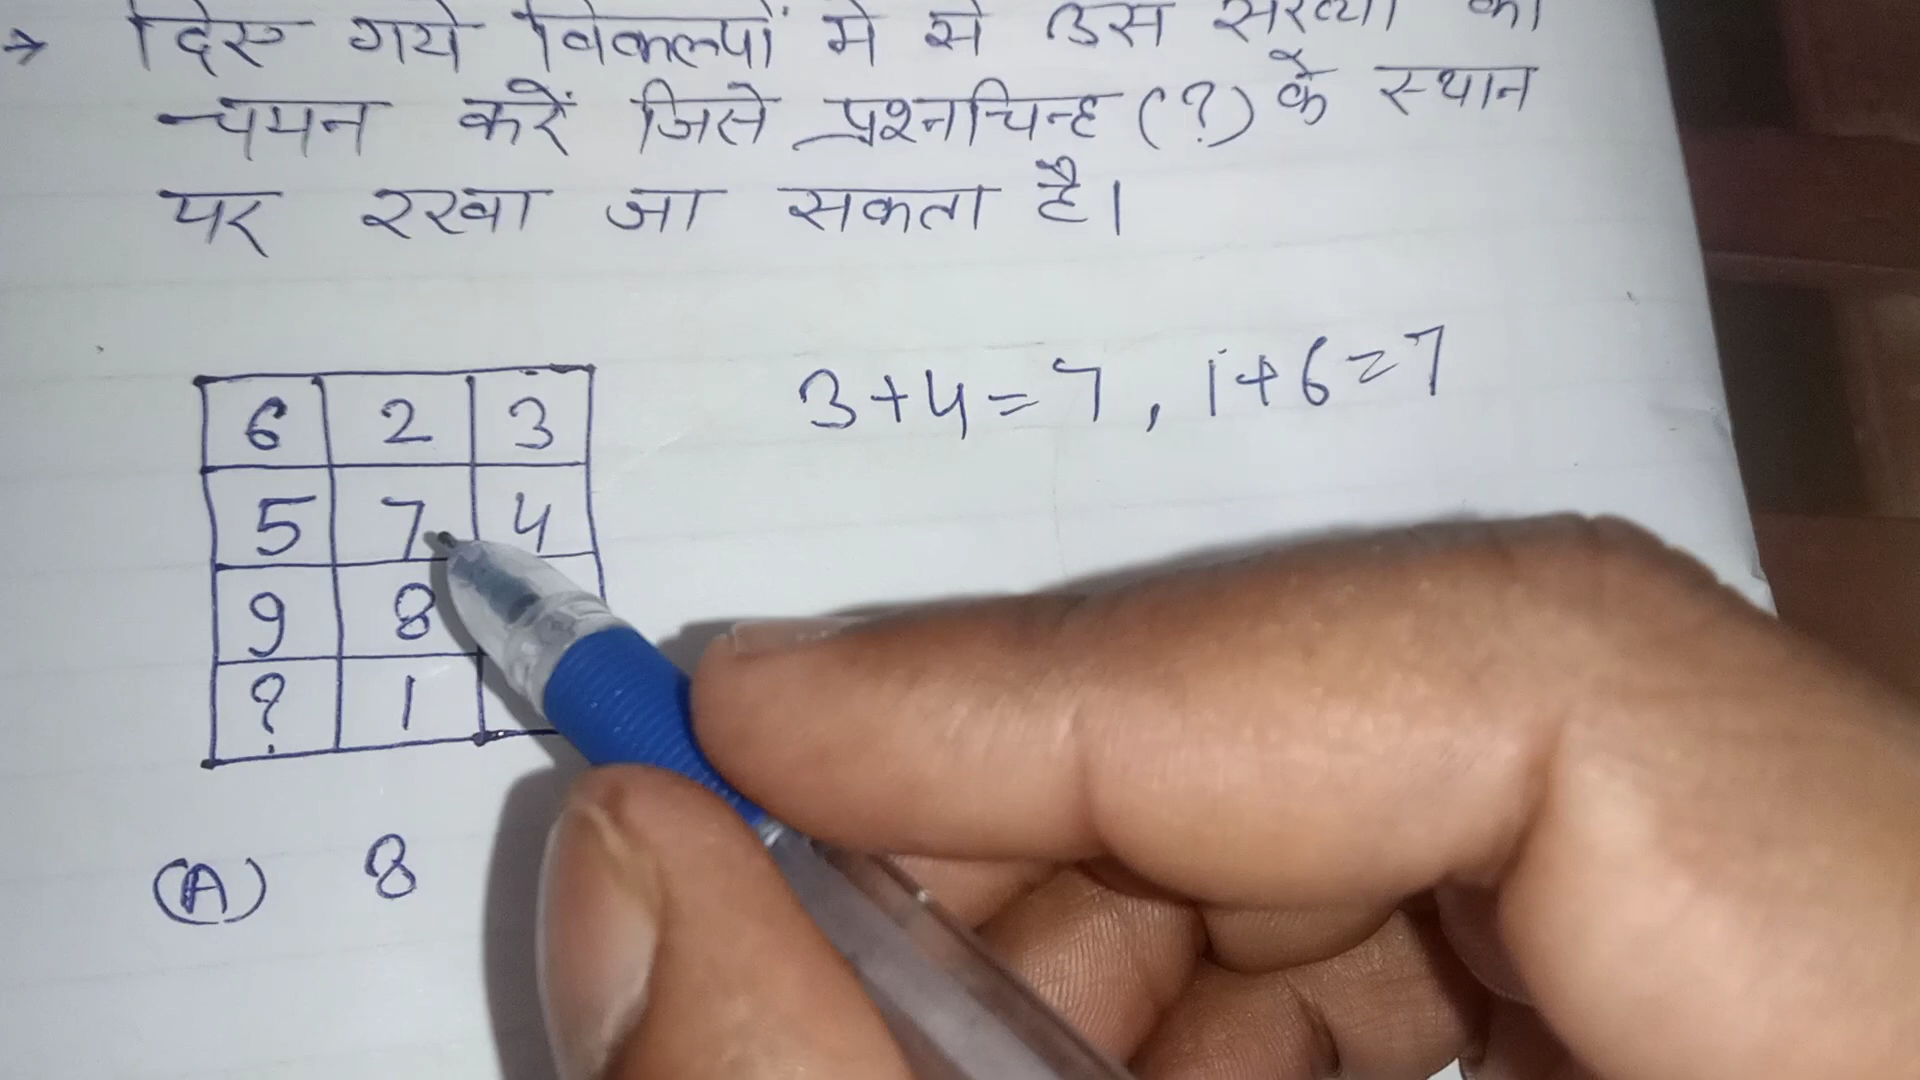 → दिए गये विकल्पों में से उस संख्या का
चयन करें जिसे प्रश्नचिन्ह (?) के स्थान
पर रखा जा सकता है।
3+4=7, 1+6=7
6 2 3
5 7 4
9 8
? 1
(A) 8